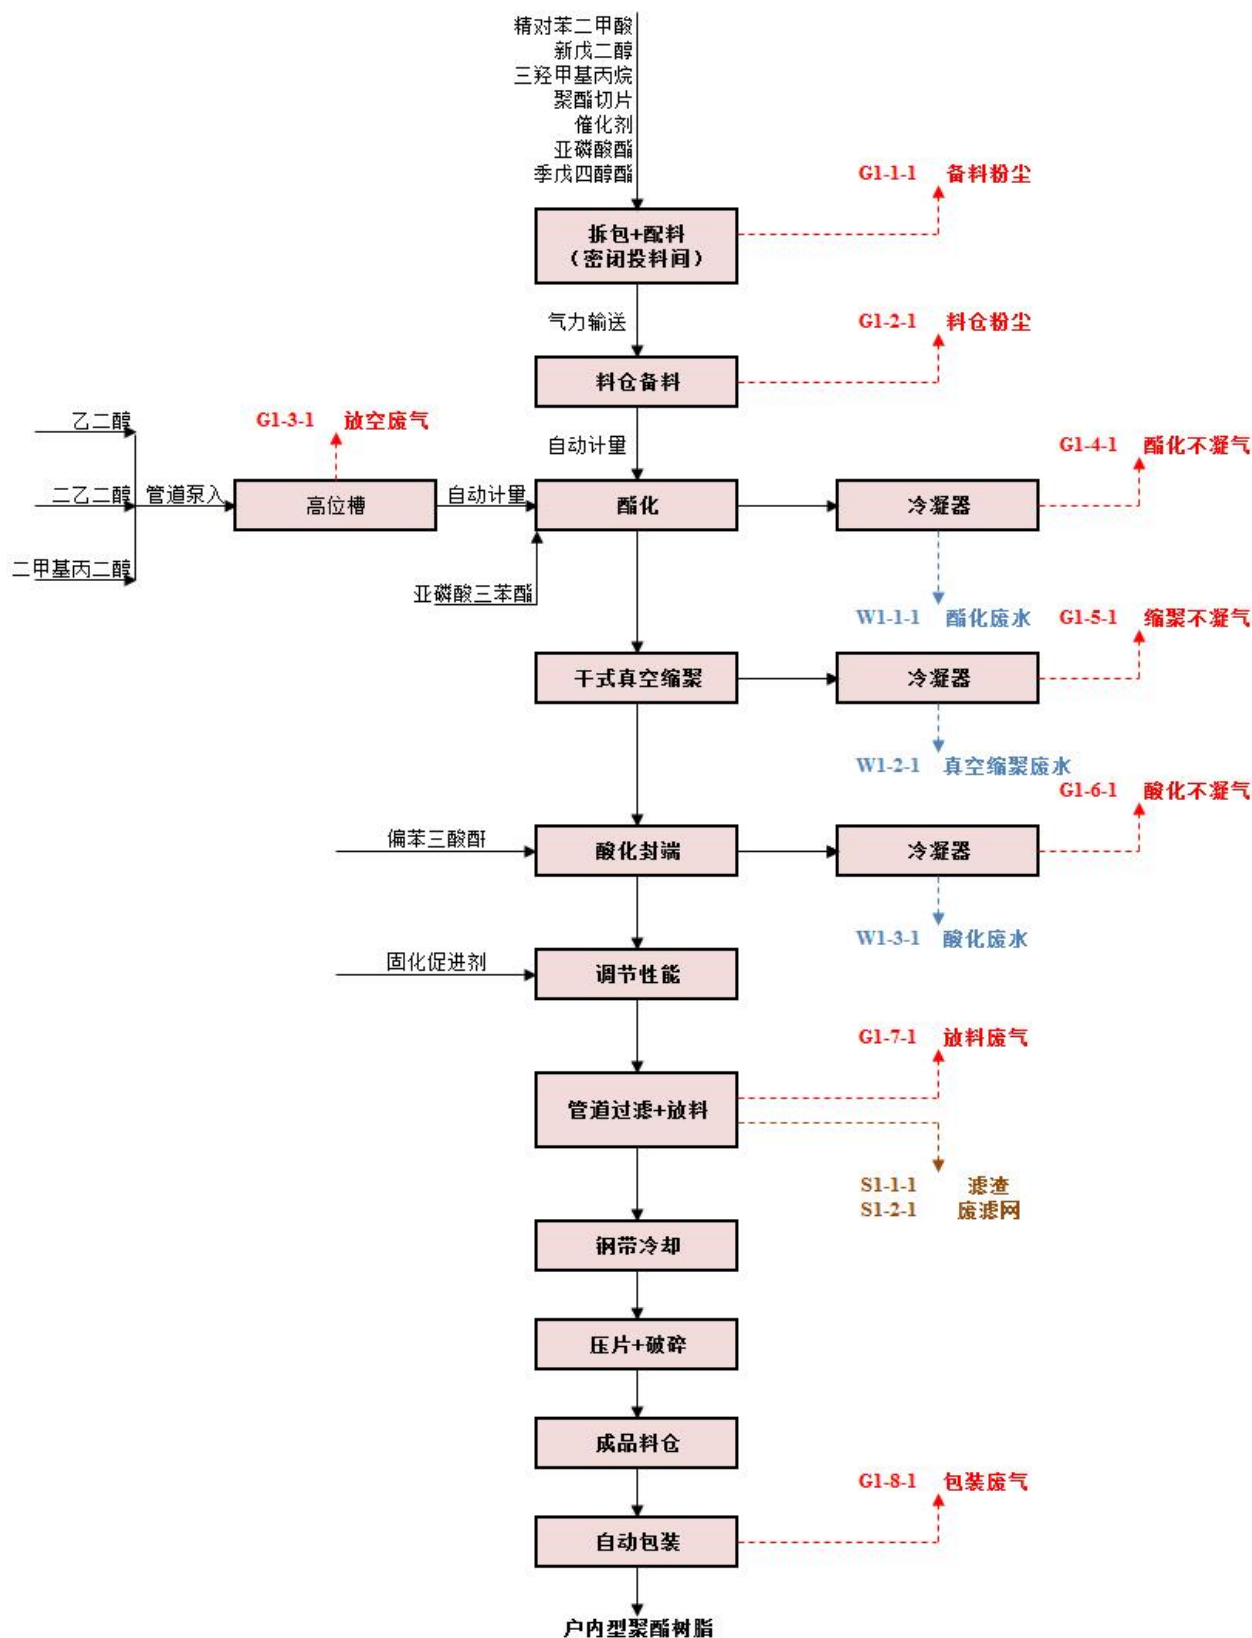 精对苯二甲酸
新戊二醇
三羟甲基丙烷
聚酯切片
催化剂
亚磷酸酯
季戊四醇酯
G1-1-1 备料粉尘
拆包+配料
（密闭投料间）
气力输送
G1-2-1 料仓粉尘
料仓备料
乙二醇
G1-3-1 放空废气
自动计量
G1-4-1 酯化不凝气
二乙二醇
管道泵入
高位槽
自动计量
酯化
冷凝器
二甲基丙二醇
亚磷酸三苯酯
W1-1-1 酯化废水
G1-5-1 缩聚不凝气
干式真空缩聚
冷凝器
W1-2-1 真空缩聚废水
G1-6-1 酸化不凝气
偏苯三酸酐
酸化封端
冷凝器
W1-3-1 酸化废水
固化促进剂
调节性能
G1-7-1 放料废气
管道过滤+放料
S1-1-1 滤渣
S1-2-1 废滤网
钢带冷却
压片+破碎
成品料仓
G1-8-1 包装废气
自动包装
户内型聚酯树脂